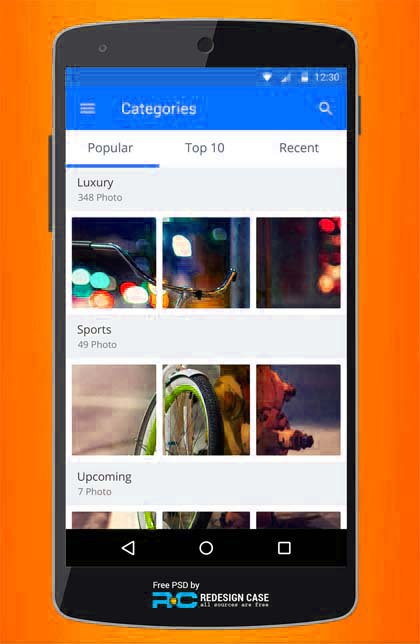 12:30
Categories
Popular Top 10 Recent
Luxury
348 Photo
Sports
49 Photo
Upcoming
7 Photo
Free PSD by
RC REDESIGN CASE
all sources are free